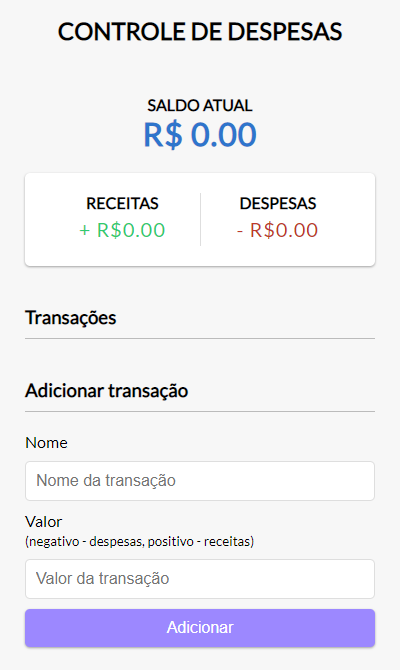 CONTROLE DE DESPESAS
SALDO ATUAL
R$ 0.00
RECEITAS
+ R$0.00
DESPESAS
- R$0.00
Transações
Adicionar transação
Nome
Nome da transação
Valor
(negativo - despesas, positivo - receitas)
Valor da transação
Adicionar